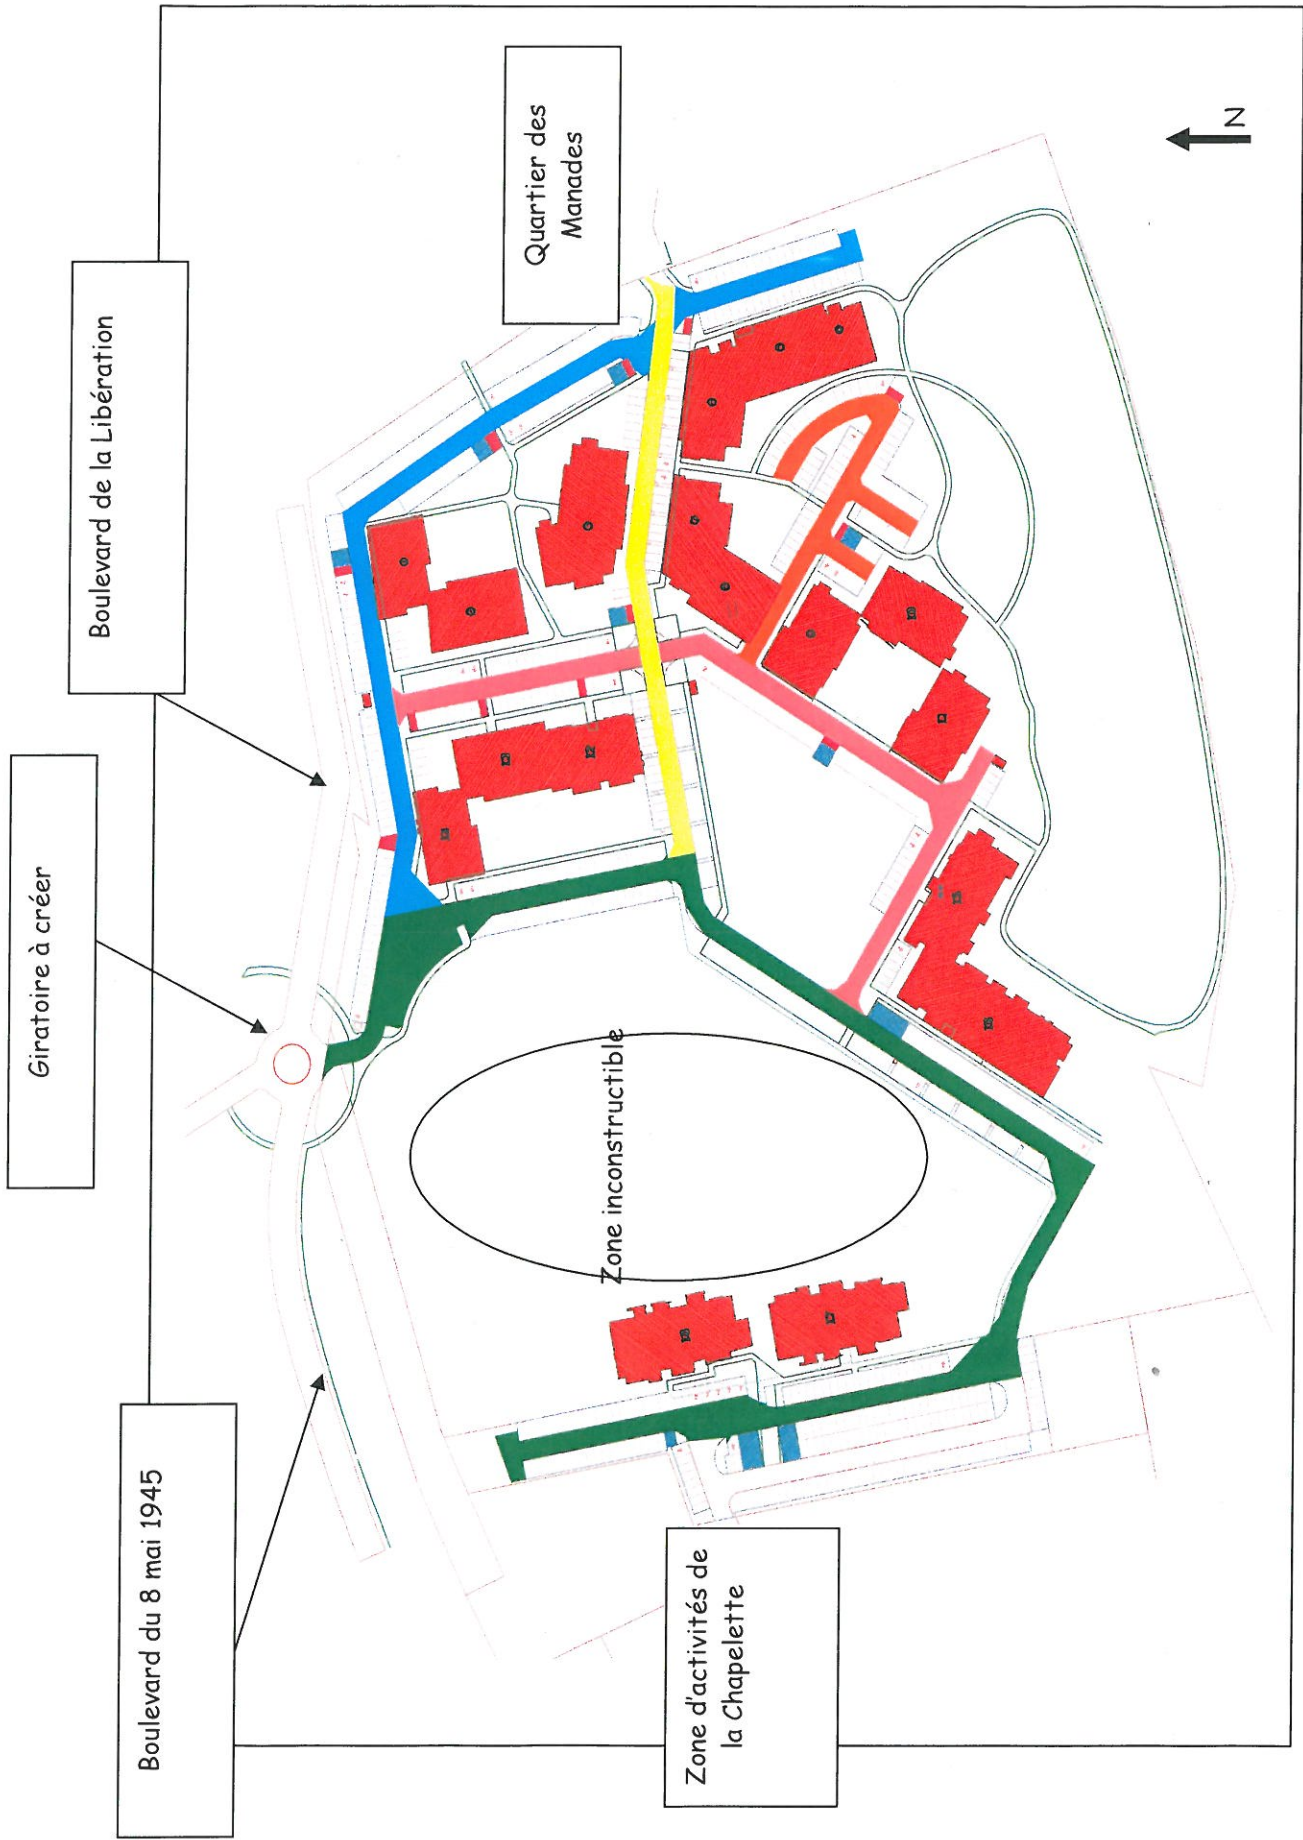 Boulevard du 8 mai 1945
Giratoire à créer
Boulevard de la Libération
Quartier des
Manades
Zone inconstructible
Zone d'activités de
la Chapelette
N